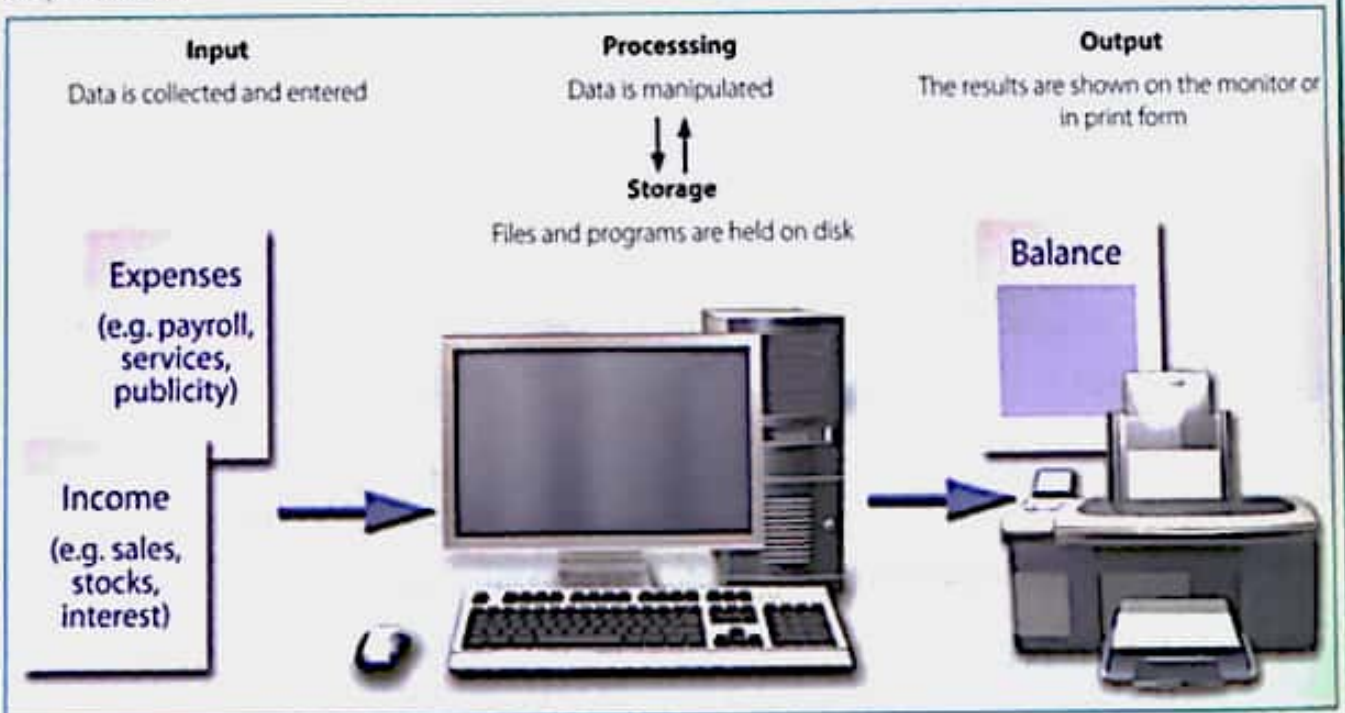 Input
Data is collected and entered
Processsing
Data is manipulated
Storage
Files and programs are held on disk
Output
The results are shown on the monitor or
in print form
Expenses
(e.g. payroll,
services,
publicity)
Income
(e.g. sales,
stocks,
interest)
Balance